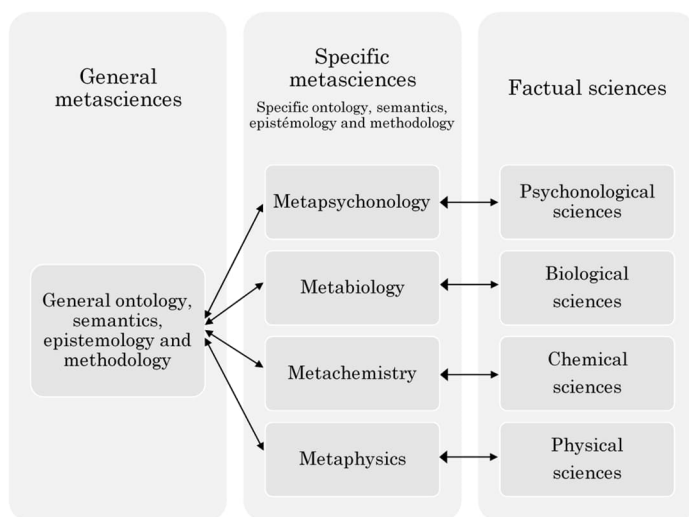 General
metasciences
General ontology,
semantics,
epistemology and
methodology
Specific
metasciences
Specific ontology, semantics,
epistémology and methodology
Metapsychonology
Metabiology
Metachemistry
Metaphysics
Factual sciences
Psychonological
sciences
Biological
sciences
Chemical
sciences
Physical
sciences